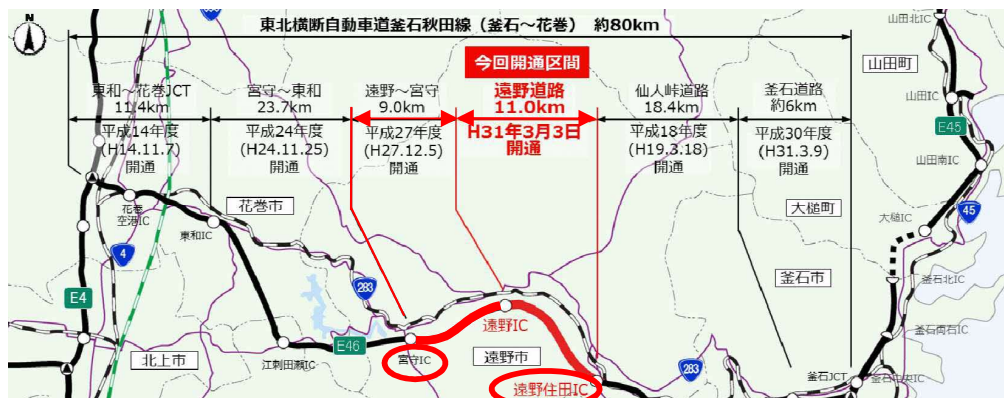 N
東北横断自動車道釜石秋田線（釜石～花巻） 約80km
今回開通区間
東和～花巻JCT
11.4km
平成14年度
(H14.11.7)
開通
宮守～東和
23.7km
平成24年度
(H24.11.25)
開通
遠野～宮守
9.0km
平成27年度
(H27.12.5)
開通
遠野道路
11.0km
H31年3月3日
開通
仙人峠道路
18.4km
平成18年度
(H19.3.18)
開通
釜石道路
約6km
平成30年度
(H31.3.9)
開通
山田北IC
山田町
山田IC
E45
山田南IC
花巻
空港IC
花巻市
東和IC
4
大槌町
大槌IC
45
283
釜石市
釜石北IC
E4
遠野IC
釜石両石IC
E46
北上市
江刺田瀬IC
宮守IC
遠野市
283
遠野住田IC
釜石JCT
釜石中央IC